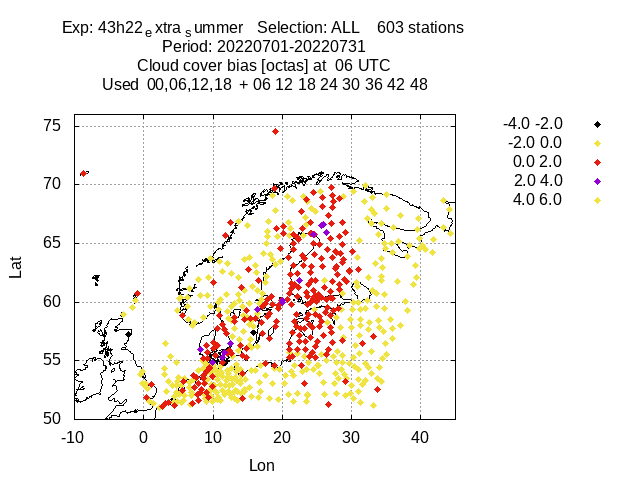 Exp: 43h22 e xtra s ummer Selection: ALL 603 stations
Period: 20220701-20220731
Cloud cover bias [octas] at 06 UTC
Used 00,06,12,18 + 06 12 18 24 30 36 42 48
-4.0 -2.0
-2.0 0.0
0.0 2.0
2.0 4.0
4.0 6.0
75
70
65
60
55
50
Lat
-10 0 10 20 30 40
Lon